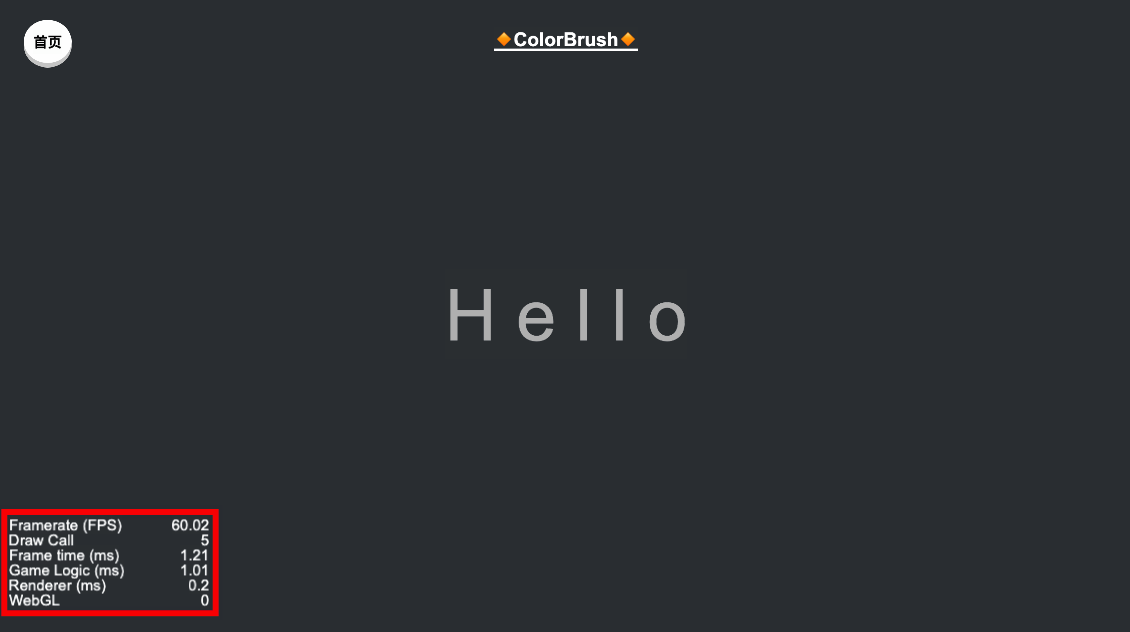 首页
🔶ColorBrush🔶
Hello
Framerate (FPS) 60.02
Draw Call 5
Frame time (ms) 1.21
Game Logic (ms) 1.01
Renderer (ms) 0.2
WebGL 0